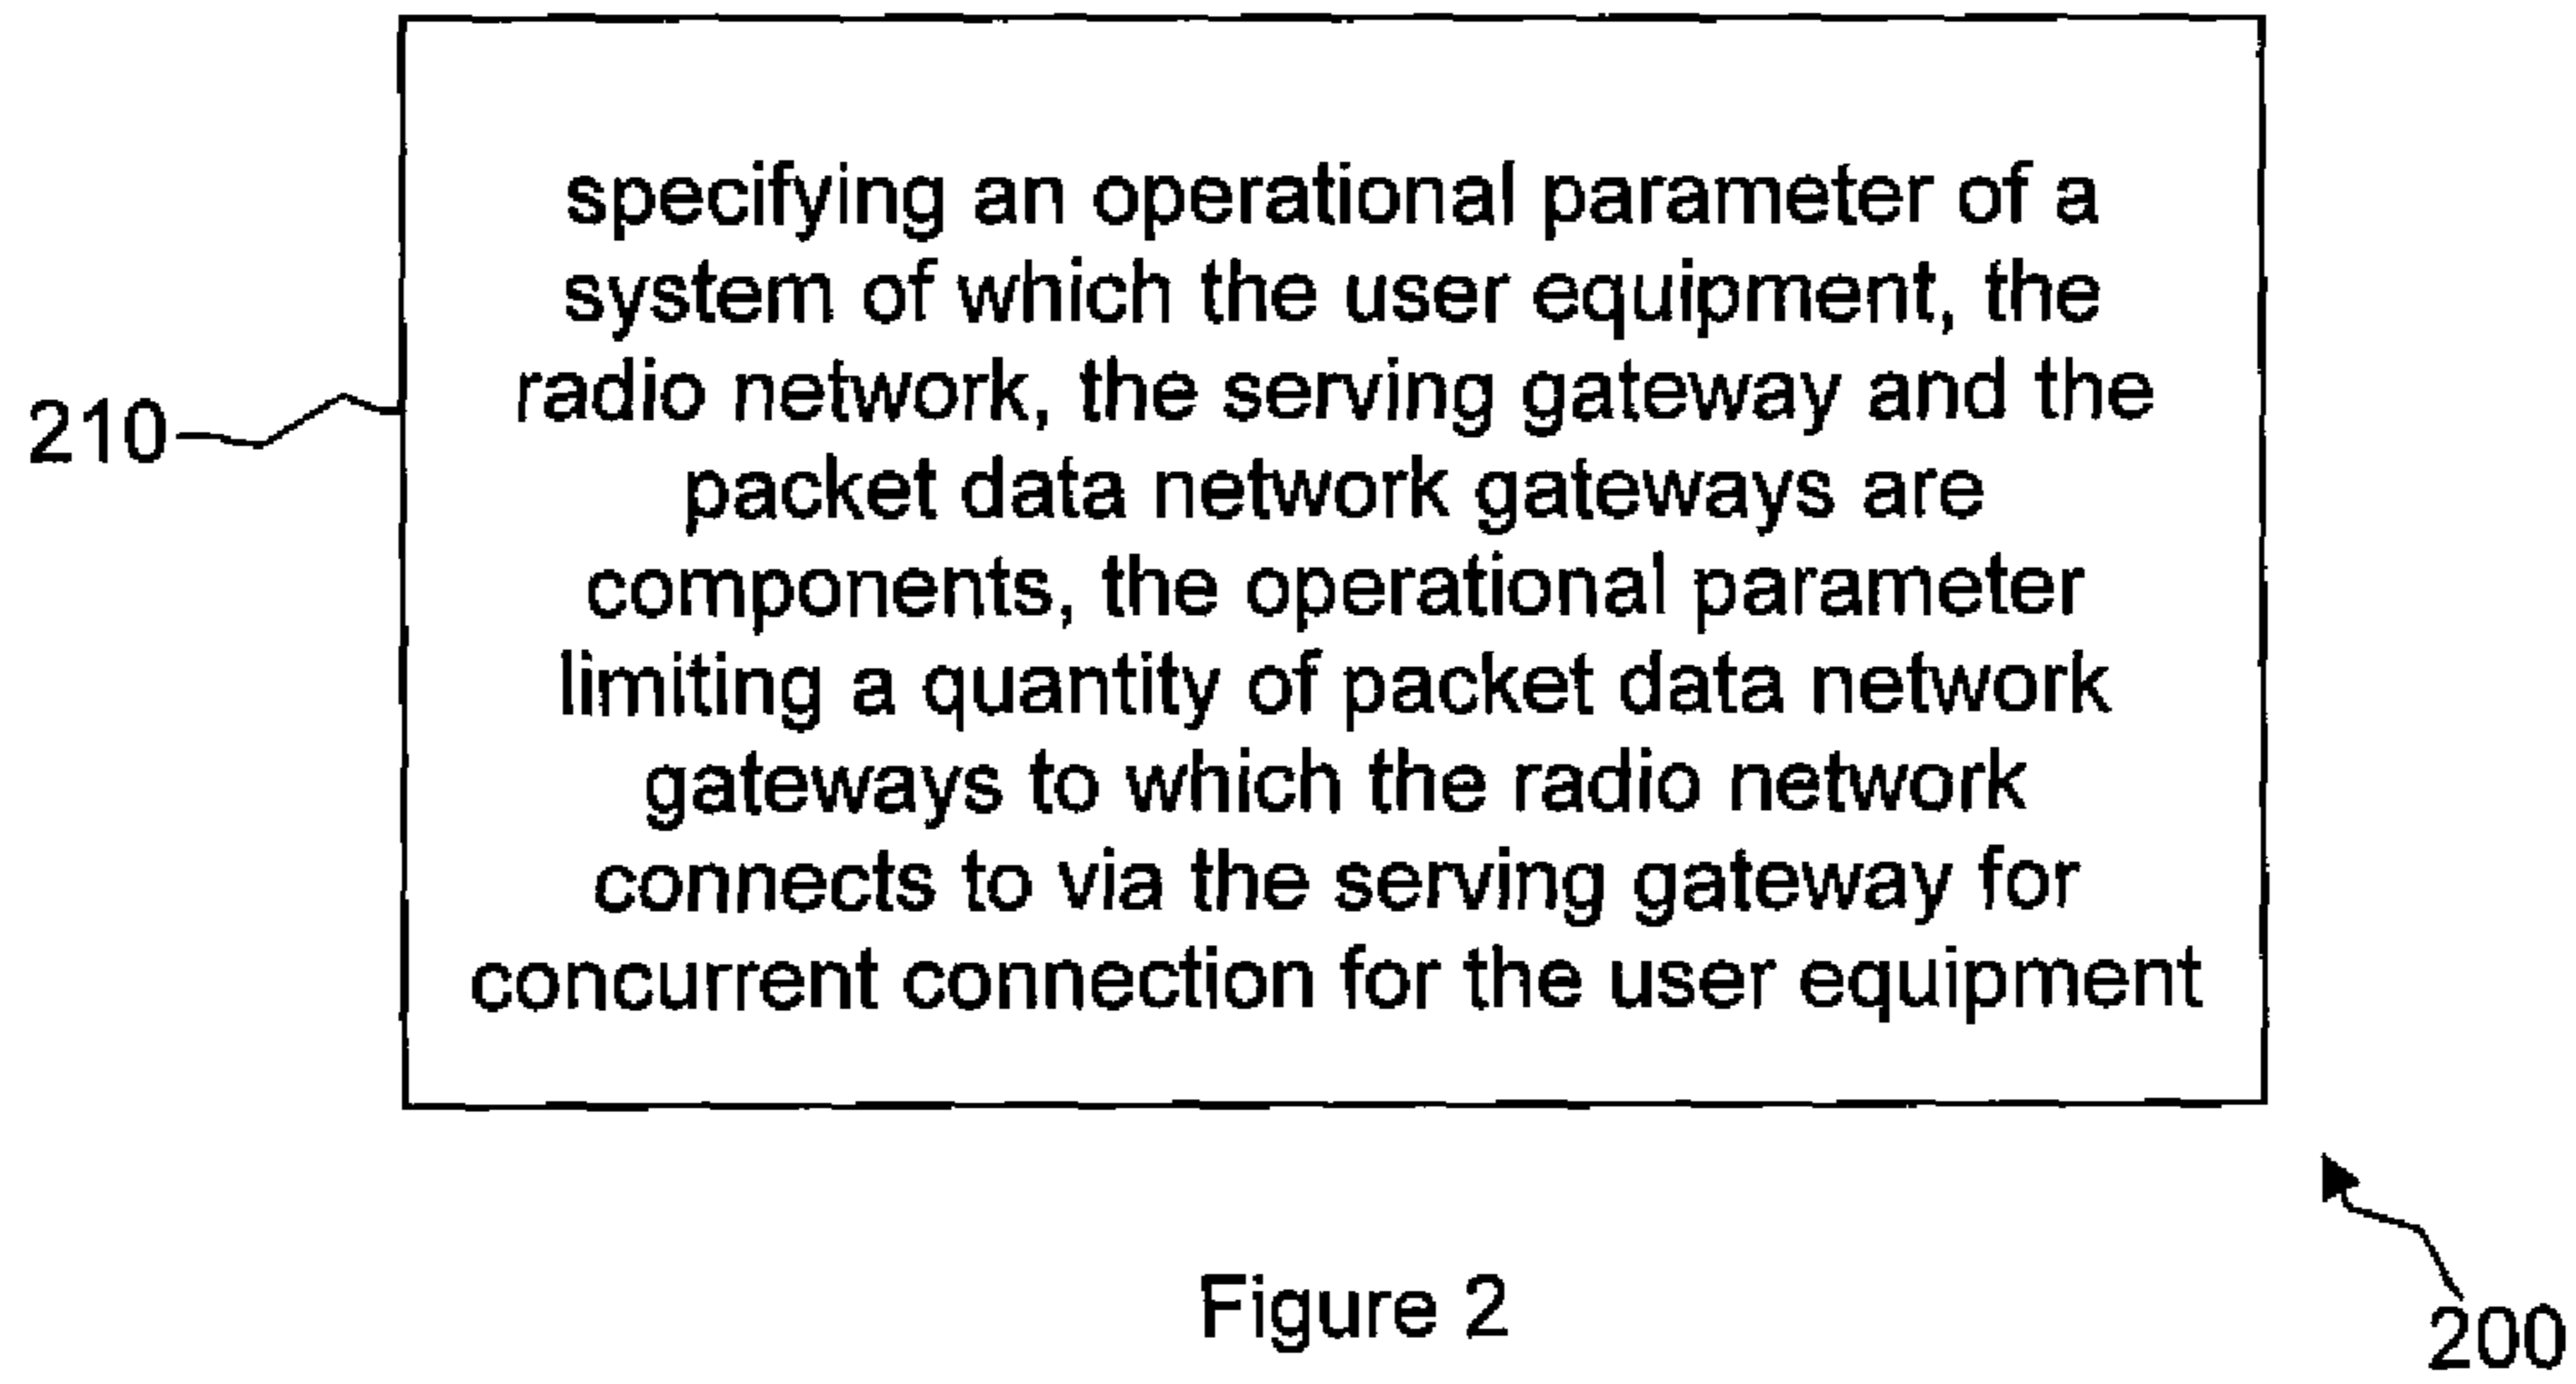 specifying an operational parameter of a
system of which the user equipment, the
radio network, the serving gateway and the
packet data network gateways are
components, the operational parameter
limiting a quantity of packet data network
gateways to which the radio network
connects to via the serving gateway for
concurrent connection for the user equipment
210
Figure 2
200